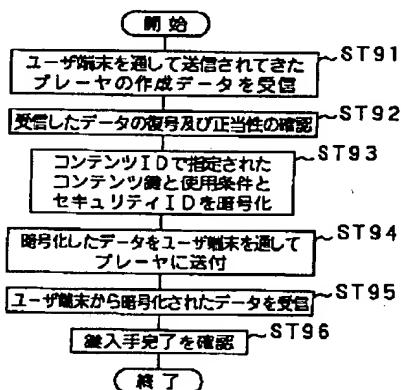 開始
ユーザ端末を通して送信されてきた
プレーヤの作成データを受信
ST91
受信したデータの復号及び正当性の確認
ST92
コンテンツIDで指定された
コンテンツ鍵と使用条件と
セキュリティIDを暗号化
ST93
暗号化したデータをユーザ端末を通して
プレーヤに送付
ST94
ユーザ端末から暗号化されたデータを受信
ST95
鍵入手完了を確認
ST96
終了